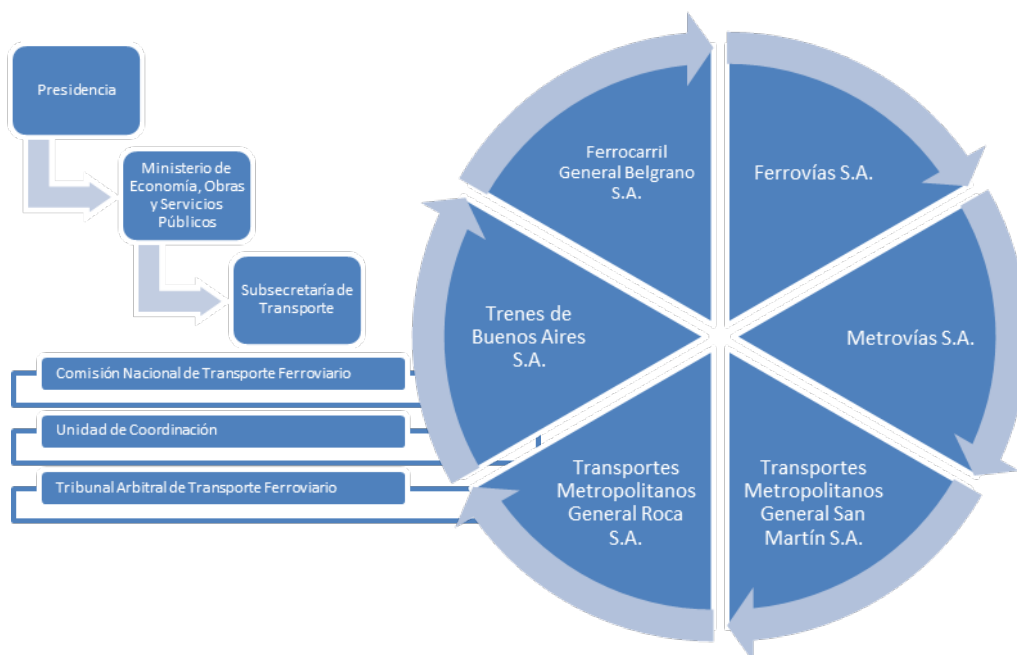 Presidencia
Ministerio de
Economía, Obras
y Servicios
Públicos
Subsecretaría de
Transporte
Comisión Nacional de Transporte Ferroviario
Unidad de Coordinación
Tribunal Arbitral de Transporte Ferroviario
Ferrocarril
General Belgrano
S.A.
Ferrovías S.A.
Metrovías S.A.
Transportes
Metropolitanos
General San
Martín S.A.
Transportes
Metropolitanos
General Roca
S.A.
Trenes de
Buenos Aires
S.A.